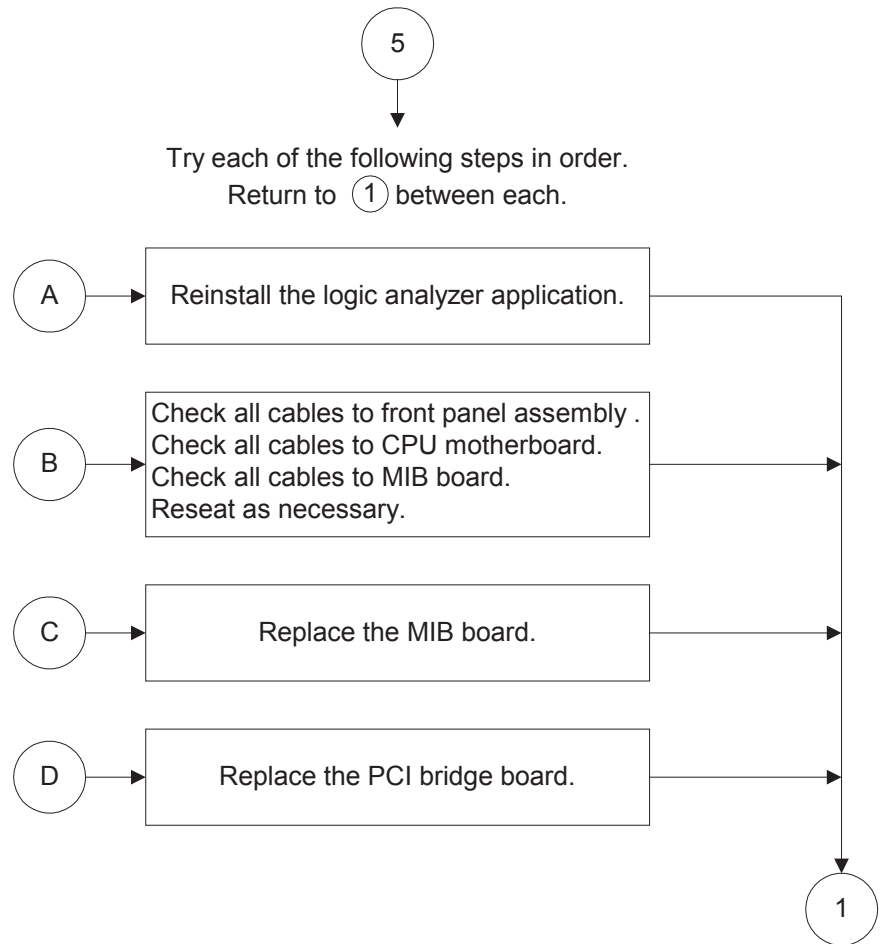 5
Try each of the following steps in order.
Return to 1 between each.
A
Reinstall the logic analyzer application.
B
Check all cables to front panel assembly .
Check all cables to CPU motherboard.
Check all cables to MIB board.
Reseat as necessary.
C
Replace the MIB board.
D
Replace the PCI bridge board.
1